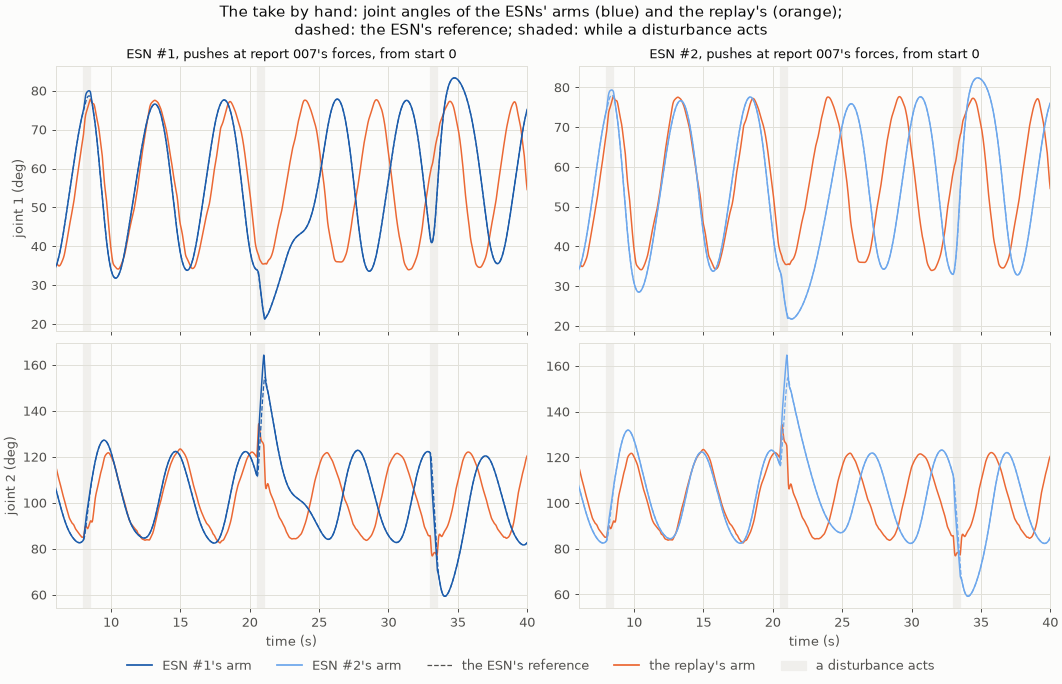 The take by hand: joint angles of the ESNs' arms (blue) and the replay's (orange);
dashed: the ESN's reference; shaded: while a disturbance acts
ESN #1, pushes at report 007's forces, from start 0
ESN #2, pushes at report 007's forces, from start 0
joint 1 (deg)
80
70
60
50
40
30
20
80
70
60
50
40
30
20
joint 2 (deg)
160
140
120
100
80
60
160
140
120
100
80
60
10 15 20 25 30 35 40
10 15 20 25 30 35 40
time (s)
time (s)
ESN #1's arm
ESN #2's arm
the ESN's reference
the replay's arm
a disturbance acts